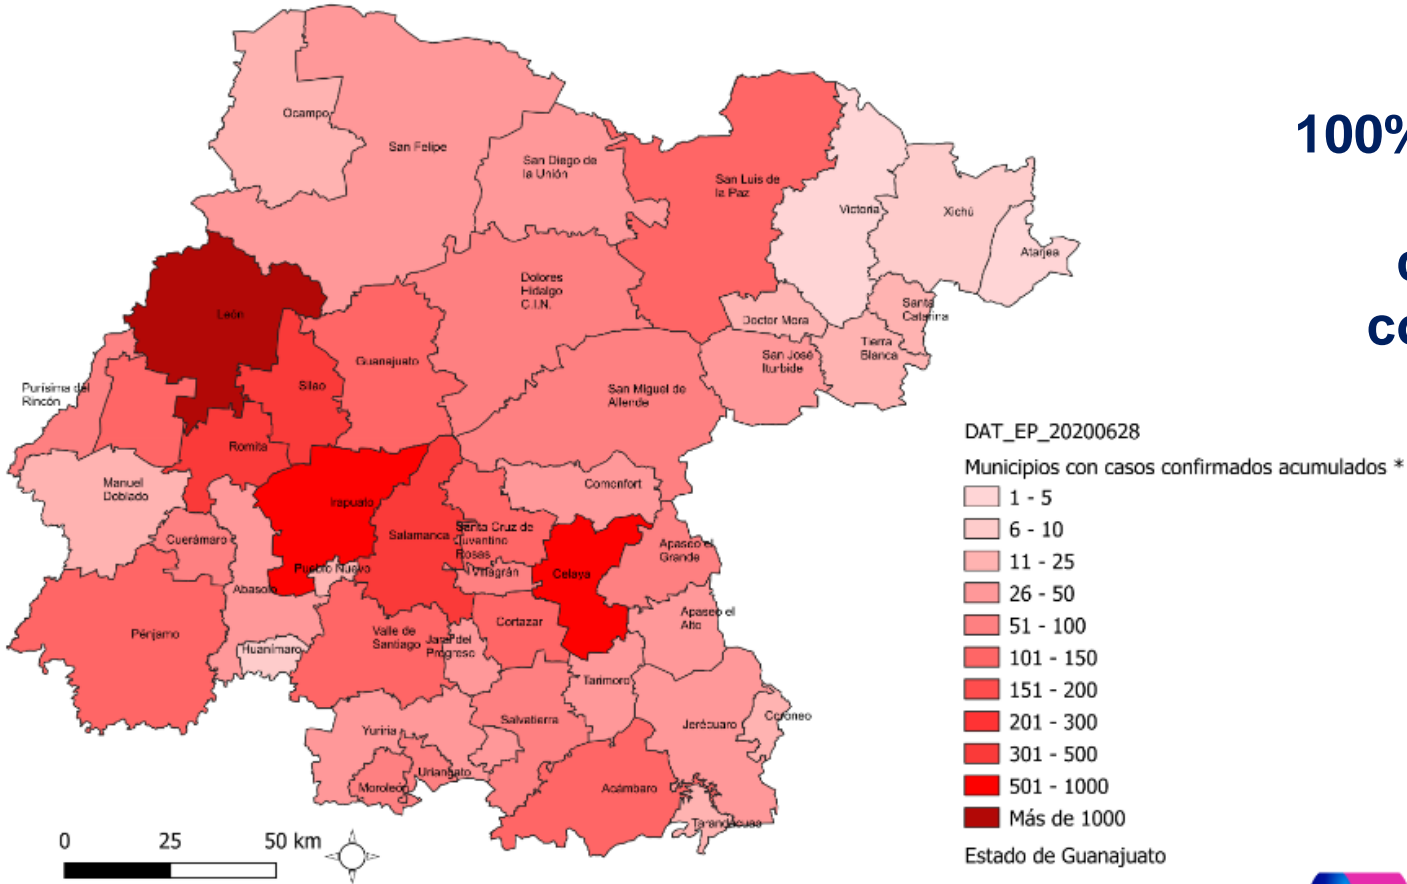 Ocampo
San Felipe
San Diego de
la Unión
San Luis de
la Paz
Victoria
Xichú
Atarjea
100%
Dolores
Hidalgo
C.I.N.
León
Guanajuato
Silao
Purísima del
Rincón
Romita
San Miguel de
Allende
Doctor Mora
San José
Iturbide
Tierra
Blanca
Santa
Catarina
co
Manuel
Doblado
Irapuato
Salamanca
Santa Cruz de
Juventino
Rosas
Comonfort
Apaseo el
Grande
Cuerámaro
Pueblo Nuevo
Villagrán
Celaya
Abasolo
Pénjamo
Huanímaro
Valle de
Santiago
Jaral del
Progreso
Cortazar
Apaseo el
Alto
Tarimoro
Yuriria
Salvatierra
Jerécuaro
Coroneo
Moroleón
Uriangato
Acámbaro
Tarandacuao
0 25 50 km
DAT_EP_20200628
Municipios con casos confirmados acumulados *
1 - 5
6 - 10
11 - 25
26 - 50
51 - 100
101 - 150
151 - 200
201 - 300
301 - 500
501 - 1000
Más de 1000
Estado de Guanajuato